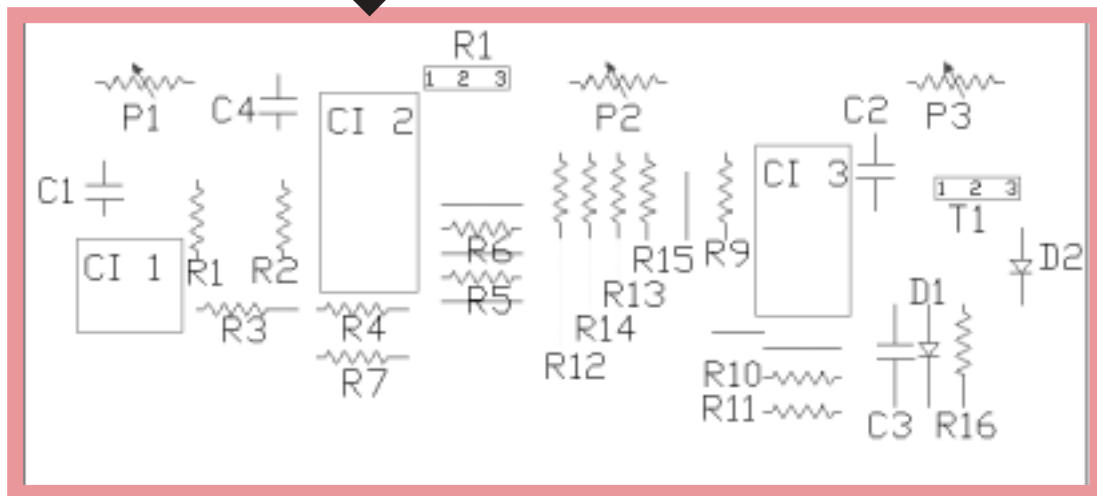 R1
1 2 3
P1
C4
CI 2
P2
C2
P3
C1
CI 3
1 2 3
T1
CI 1
R1
R2
R6
R15
R9
D2
R5
R13
D1
R3
R4
R14
R7
R12
R10
R11
C3
R16